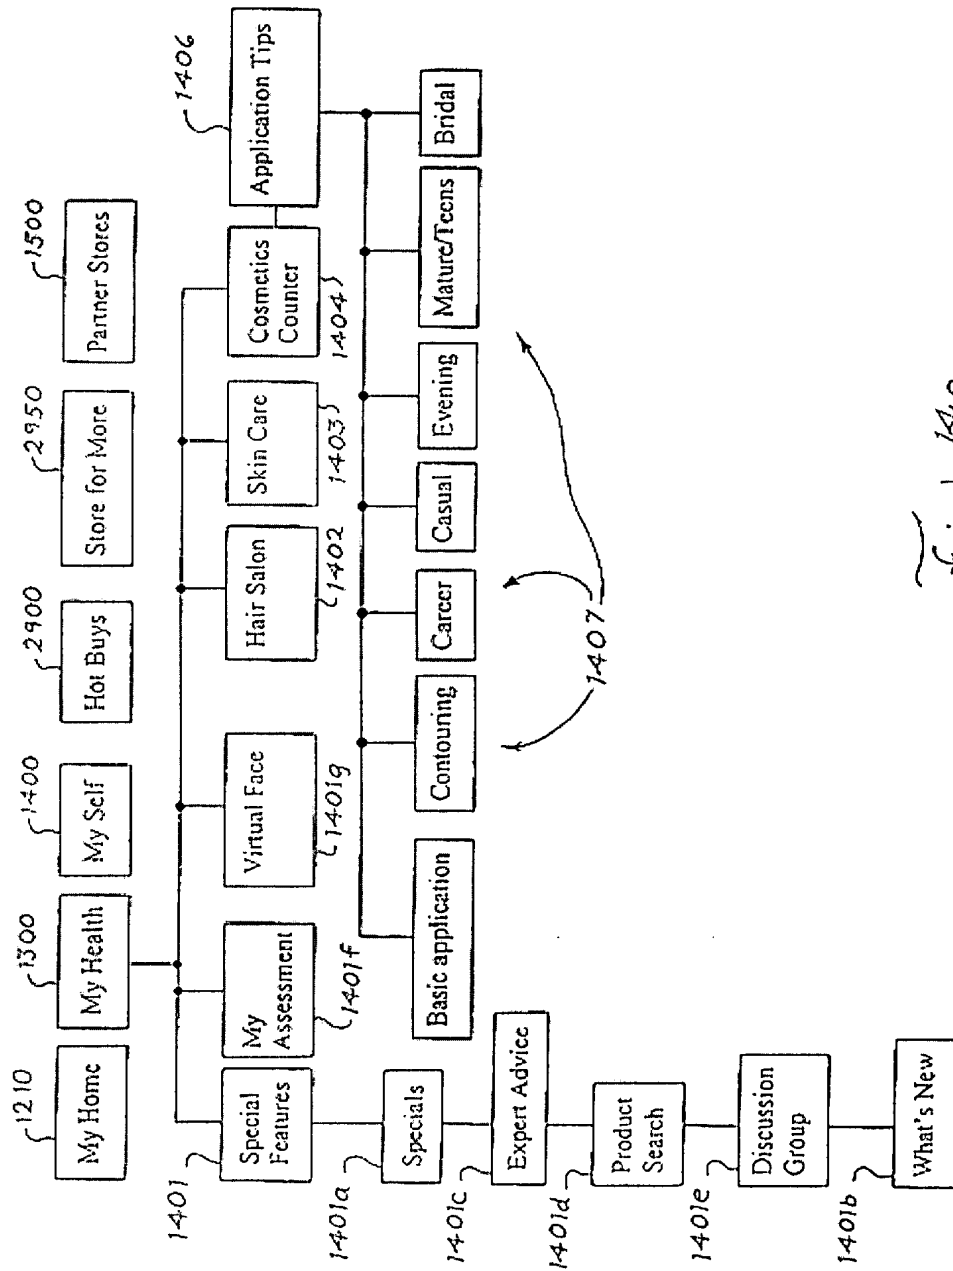 1210
1300
1400
2900
2950
1500
My Home
My Health
My Self
Hot Buys
Store for More
Partner Stores
1401
1406
Special
Features
My
Assessment
Virtual Face
Hair Salon
Skin Care
Cosmetics
Counter
Application Tips
1401f
1401g
1402
1403
1404
1401a
Specials
Basic application
Contouring
Career
Casual
Evening
Mature/Teens
Bridal
1401c
Expert Advice
1407
1401d
Product
Search
1401e
Discussion
Group
1401b
What's New